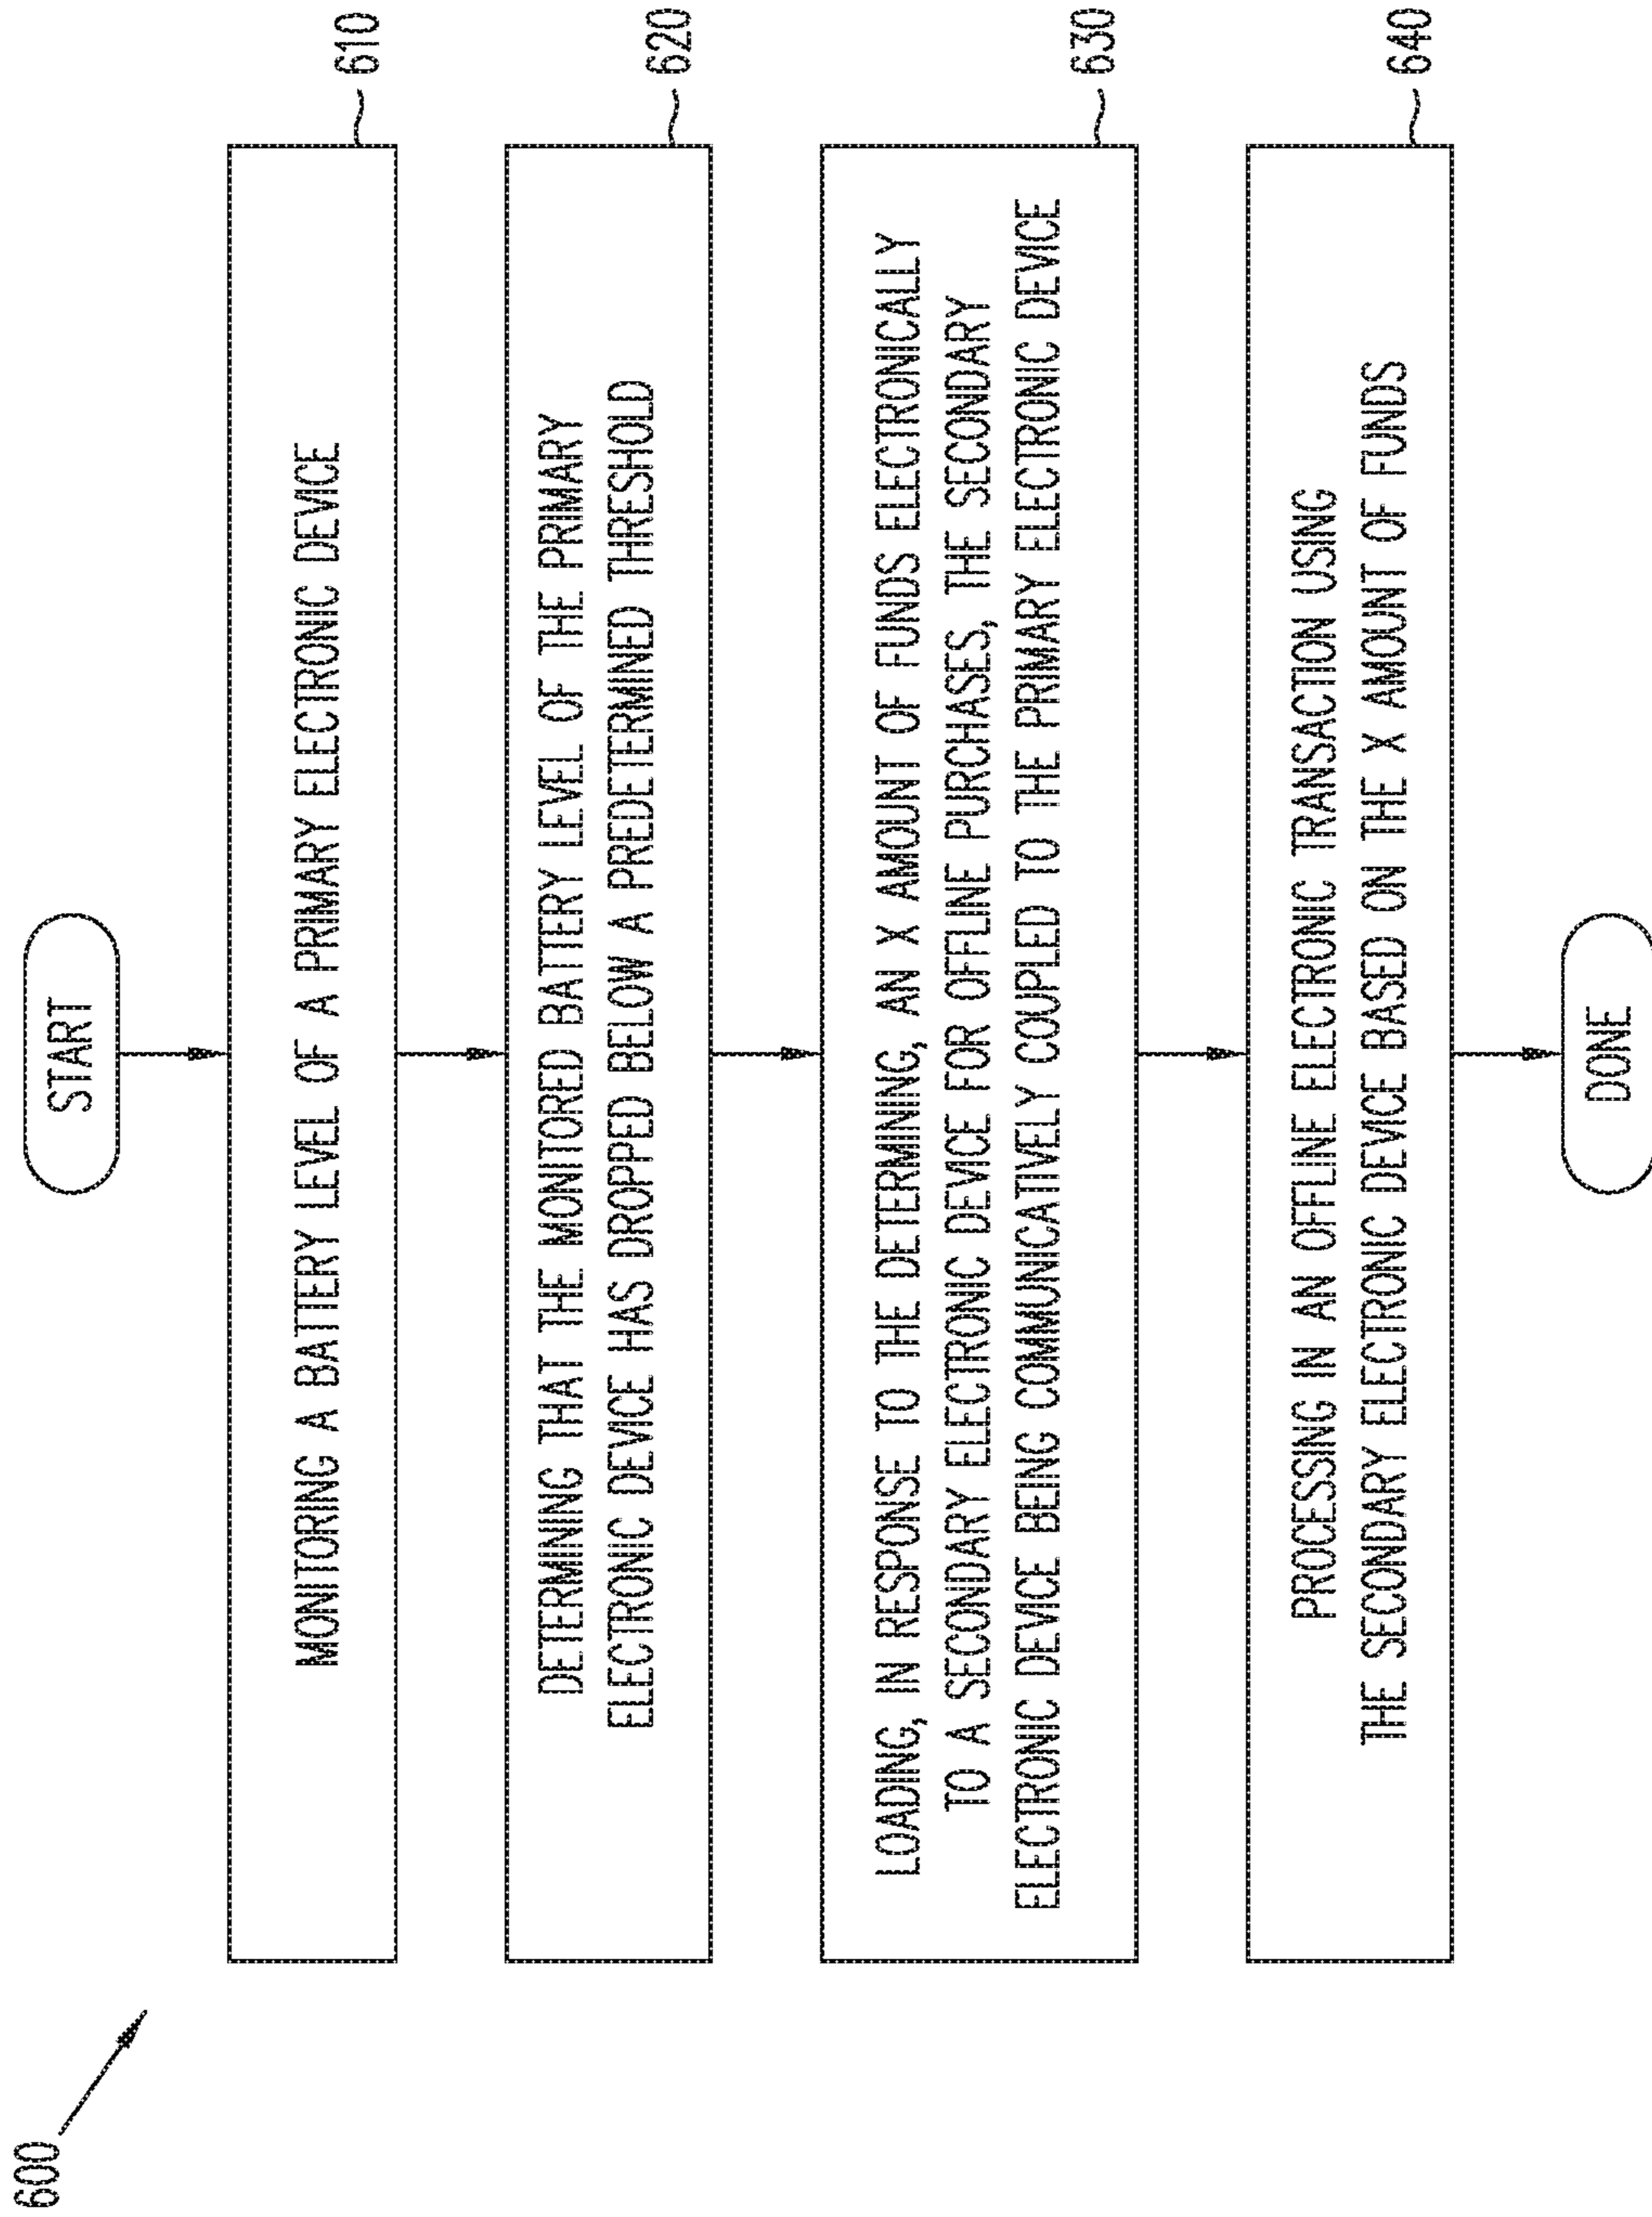 600
START
MONITORING A BATTERY LEVEL OF A PRIMARY ELECTRONIC DEVICE
610
DETERMINING THAT THE MONITORED BATTERY LEVEL OF THE PRIMARY
ELECTRONIC DEVICE HAS DROPPED BELOW A PREDETERMINED THRESHOLD
620
LOADING, IN RESPONSE TO THE DETERMINING, AN X AMOUNT OF FUNDS ELECTRONICALLY
TO A SECONDARY ELECTRONIC DEVICE FOR OFFLINE PURCHASES, THE SECONDARY
ELECTRONIC DEVICE BEING COMMUNICATIVELY COUPLED TO THE PRIMARY ELECTRONIC DEVICE
630
PROCESSING IN AN OFFLINE ELECTRONIC TRANSACTION USING
THE SECONDARY ELECTRONIC DEVICE BASED ON THE X AMOUNT OF FUNDS
640
DONE